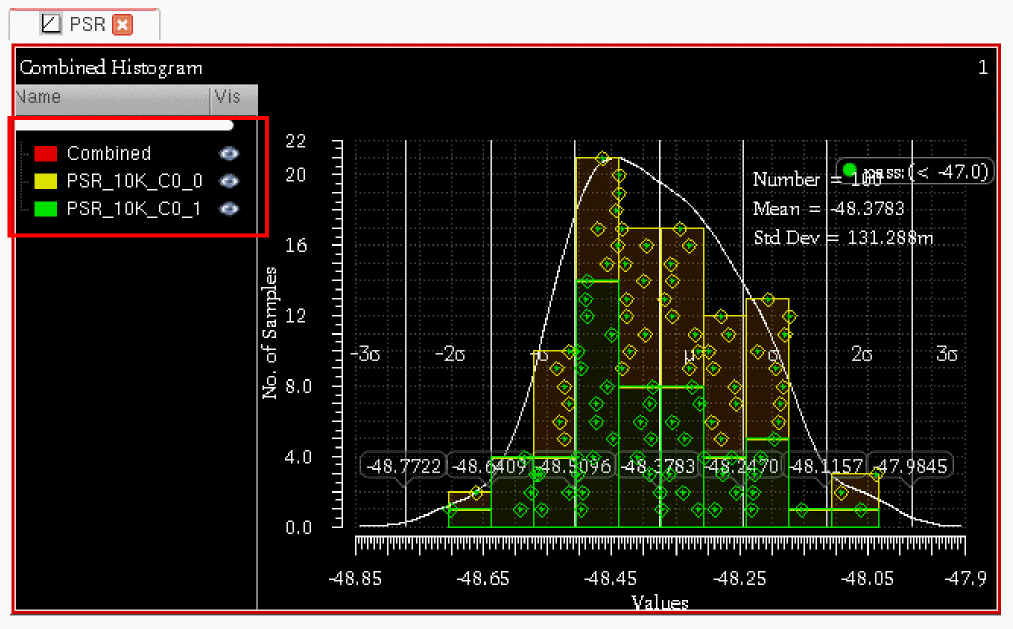 PSR
Combined Histogram
1
Name Vis
Combined
PSR_10K_C0_0
PSR_10K_C0_1
22
20
16
12
8.0
4.0
0.0
No. of Samples
pass:(< -47.0)
Number = 100
Mean = -48.3783
Std Dev = 131.288m
-3σ -2σ -σ μ σ 2σ 3σ
-48.7722 -48.6409 -48.5096 -48.3783 -48.2470 -48.1157 -47.9845
-48.85 -48.65 -48.45 -48.25 -48.05 -47.9
Values